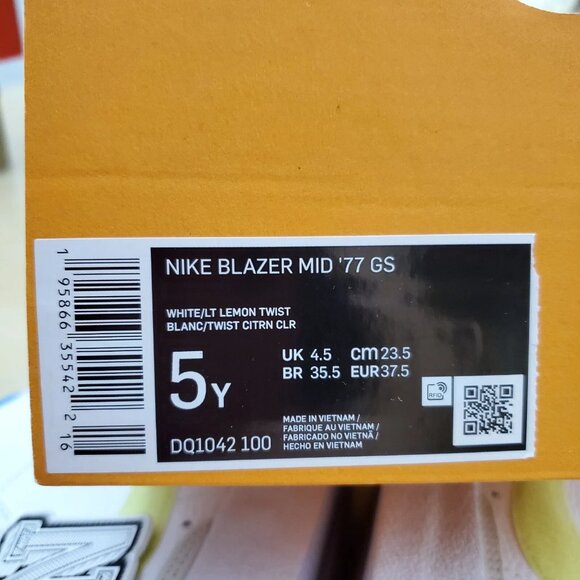 NIKE BLAZER MID '77 GS
WHITE/LT LEMON TWIST
BLANC/TWIST CITRN CLR
5Y
UK 4.5 cm 23.5
BR 35.5 EUR 37.5
RFID
DQ1042 100
MADE IN VIETNAM /
FABRIQUE AU VIETNAM /
FABRICADO NO VIETNÃ /
HECHO EN VIETNAM
1 95866 35542 2 16